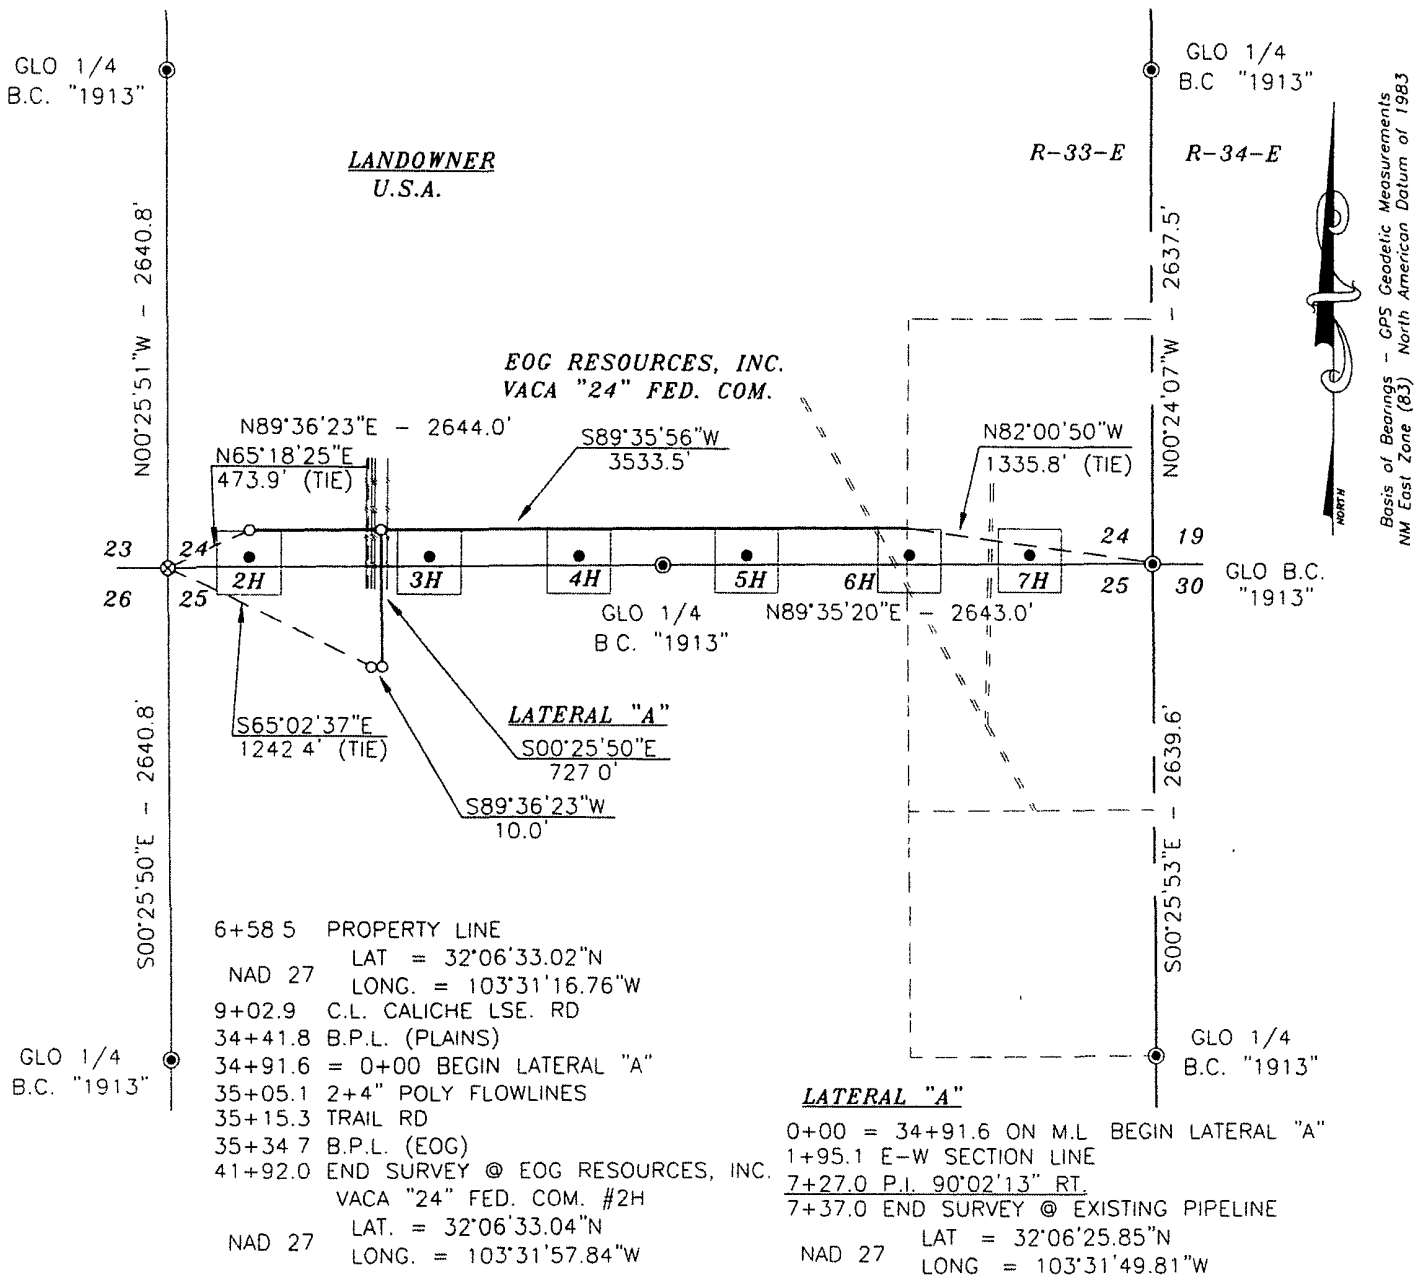 GLO 1/4
B.C. "1913"
GLO 1/4
B.C "1913"
LANDOWNER
U.S.A.
R-33-E
R-34-E
Basis of Bearings - GPS Geodetic Measurements
NM East Zone (83) North American Datum of 1983
NORTH
N00°25'51"W - 2640.8'
N00°24'07"W - 2637.5'
EOG RESOURCES, INC.
VACA "24" FED. COM.
N89°36'23"E - 2644.0'
N65°18'25"E
473.9' (TIE)
S89°35'56"W
3533.5'
N82°00'50"W
1335.8' (TIE)
23
24
26
25
2H
3H
4H
5H
6H
7H
24
19
25
30
GLO B.C.
"1913"
GLO 1/4
B C. "1913"
N89°35'20"E - 2643.0'
S65°02'37"E
1242 4' (TIE)
LATERAL "A"
S00°25'50"E
727 0'
S89°36'23"W
10.0'
S00°25'50"E - 2640.8'
S00°25'53"E - 2639.6'
6+58 5 PROPERTY LINE
LAT = 32°06'33.02"N
NAD 27
LONG. = 103°31'16.76"W
9+02.9 C.L. CALICHE LSE. RD
34+41.8 B.P.L. (PLAINS)
34+91.6 = 0+00 BEGIN LATERAL "A"
35+05.1 2+4" POLY FLOWLINES
35+15.3 TRAIL RD
35+34 7 B.P.L. (EOG)
41+92.0 END SURVEY @ EOG RESOURCES, INC.
VACA "24" FED. COM. #2H
LAT. = 32°06'33.04"N
NAD 27
LONG. = 103°31'57.84"W
GLO 1/4
B.C. "1913"
GLO 1/4
B.C. "1913"
LATERAL "A"
0+00 = 34+91.6 ON M.L BEGIN LATERAL "A"
1+95.1 E-W SECTION LINE
7+27.0 P.I. 90°02'13" RT.
7+37.0 END SURVEY @ EXISTING PIPELINE
LAT = 32°06'25.85"N
NAD 27
LONG = 103°31'49.81"W